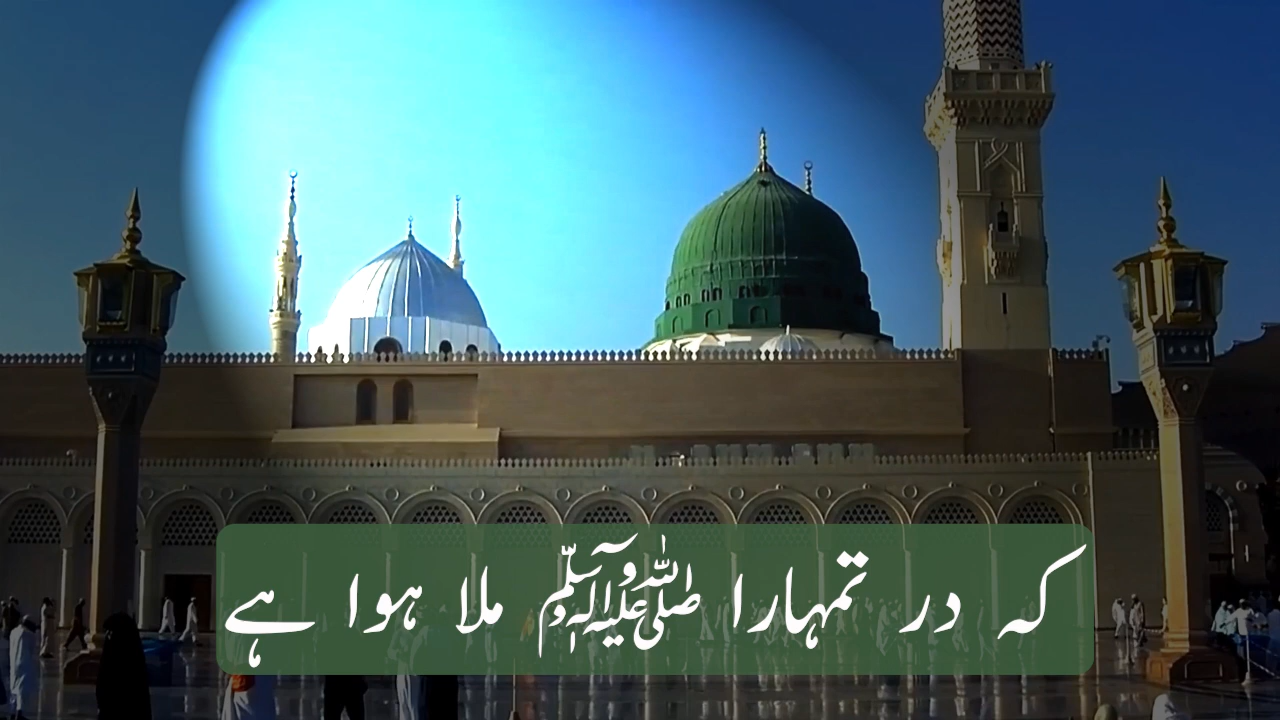 کہ در تمہارا صلی اللہ علیہ وآلہ وسلم ملا ہوا ہے